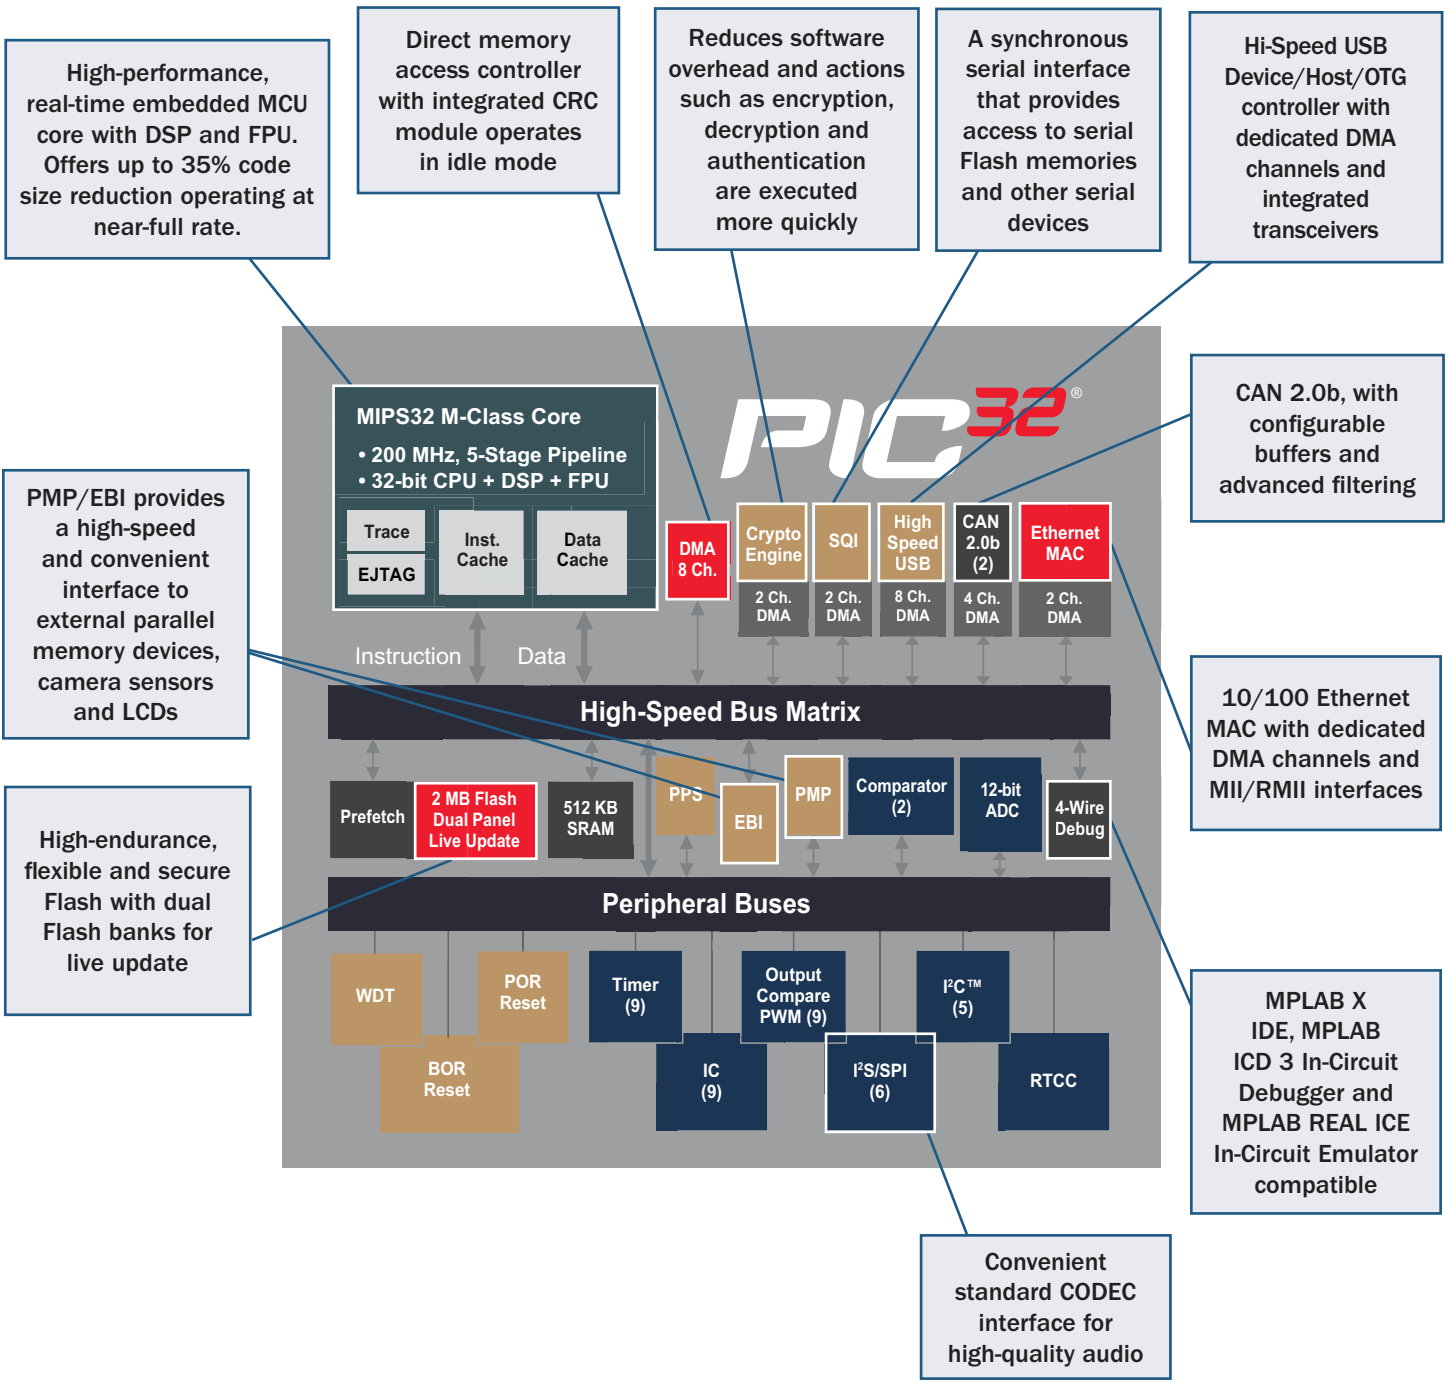 High-performance,
real-time embedded MCU
core with DSP and FPU.
Offers up to 35% code
size reduction operating at
near-full rate.
Direct memory
access controller
with integrated CRC
module operates
in idle mode
Reduces software
overhead and actions
such as encryption,
decryption and
authentication
are executed
more quickly
A synchronous
serial interface
that provides
access to serial
Flash memories
and other serial
devices
Hi-Speed USB
Device/Host/OTG
controller with
dedicated DMA
channels and
integrated
transceivers
CAN 2.0b, with
configurable
buffers and
advanced filtering
PMP/EBI provides
a high-speed
and convenient
interface to
external parallel
memory devices,
camera sensors
and LCDs
MIPS32 M-Class Core
• 200 MHz, 5-Stage Pipeline
• 32-bit CPU + DSP + FPU
Trace
EJTAG
Inst.
Cache
Data
Cache
PIC32®
DMA
8 Ch.
Crypto
Engine
2 Ch.
DMA
SQI
2 Ch.
DMA
High
Speed
USB
8 Ch.
DMA
CAN
2.0b
(2)
4 Ch.
DMA
Ethernet
MAC
2 Ch.
DMA
Instruction
Data
High-Speed Bus Matrix
10/100 Ethernet
MAC with dedicated
DMA channels and
MII/RMII interfaces
Prefetch
2 MB Flash
Dual Panel
Live Update
512 KB
SRAM
PPS
EBI
PMP
Comparator
(2)
12-bit
ADC
4-Wire
Debug
High-endurance,
flexible and secure
Flash with dual
Flash banks for
live update
Peripheral Buses
WDT
BOR
Reset
POR
Reset
Timer
(9)
IC
(9)
Output
Compare
PWM (9)
I²S/SPI
(6)
I²C™
(5)
RTCC
MPLAB X
IDE, MPLAB
ICD 3 In-Circuit
Debugger and
MPLAB REAL ICE
In-Circuit Emulator
compatible
Convenient
standard CODEC
interface for
high-quality audio